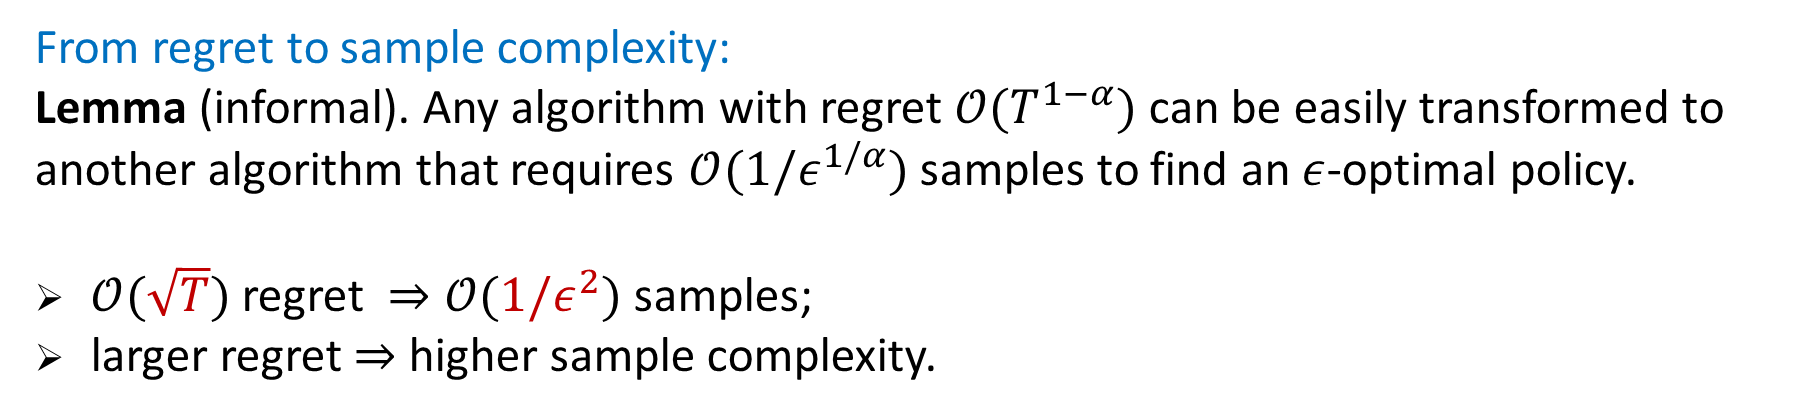 From regret to sample complexity:
Lemma (informal). Any algorithm with regret 𝒪(T^{1−α}) can be easily transformed to
another algorithm that requires 𝒪(1/ϵ^{1/α}) samples to find an ϵ-optimal policy.
➢ 𝒪(√T) regret ⇒ 𝒪(1/ϵ²) samples;
➢ larger regret ⇒ higher sample complexity.